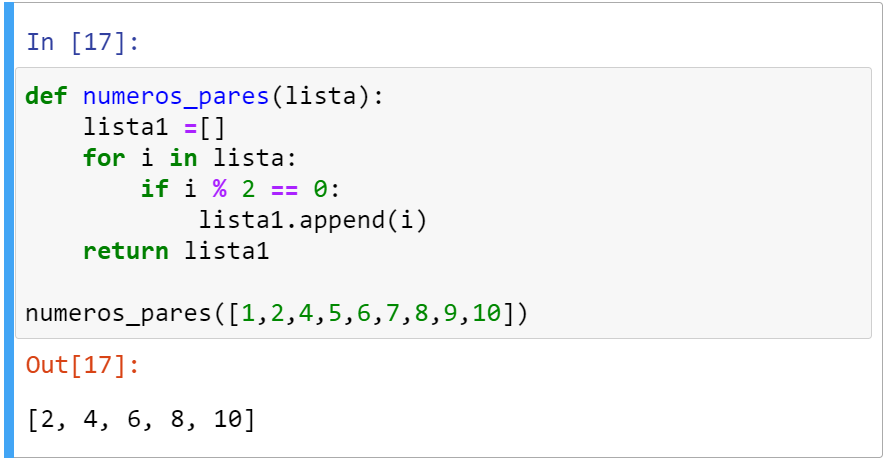 In [17]:
def numeros_pares(lista):
    lista1 =[]
    for i in lista:
        if i % 2 == 0:
            lista1.append(i)
    return lista1
numeros_pares([1,2,4,5,6,7,8,9,10])
Out[17]:
[2, 4, 6, 8, 10]